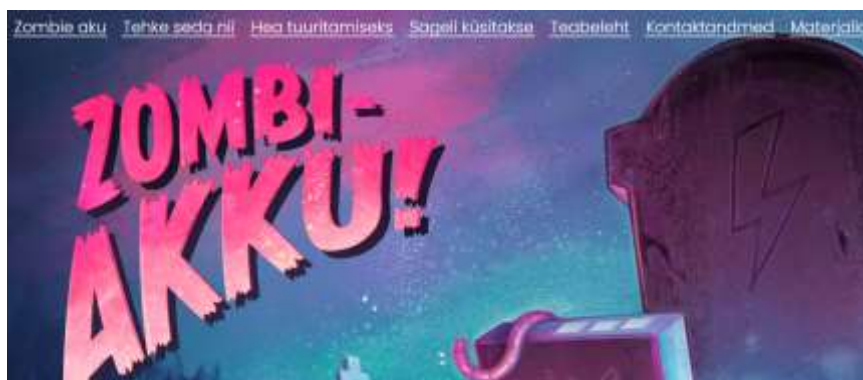 Zombie aku Tehke seda nii Hea tuuritamiseks Sageli küsitakse Teabeleht Kontaktandmed
ZOMBI-
AKKU!